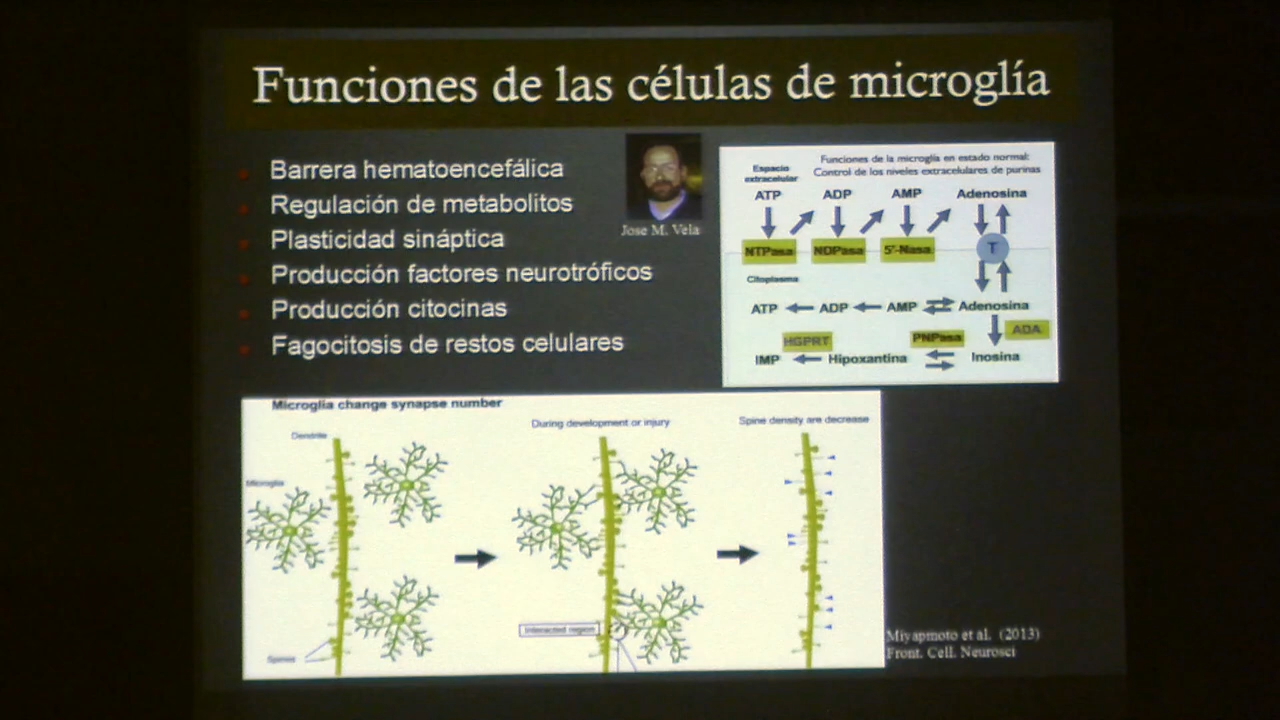 Funciones de las células de microglía
Barrera hematoencefálica
Regulación de metabolitos
Plasticidad sináptica
Producción factores neurotróficos
Producción citocinas
Fagocitosis de restos celulares
Jose M. Vela
Funciones de la microglía en estado normal:
Control de los niveles extracelulares de purinas
Espacio
extracelular
ATP ADP AMP Adenosina
NTPasa NDPasa 5'-Nasa T
Citoplasma
ATP ADP AMP Adenosina
HGPRT PNPasa ADA
IMP Hipoxantina Inosina
Microglia change synapse number
During development or injury
Spine density are decrease
Dendrite
Microglia
Interacted region
Spines
Miyapmoto et al. (2013)
Front. Cell. Neurosci